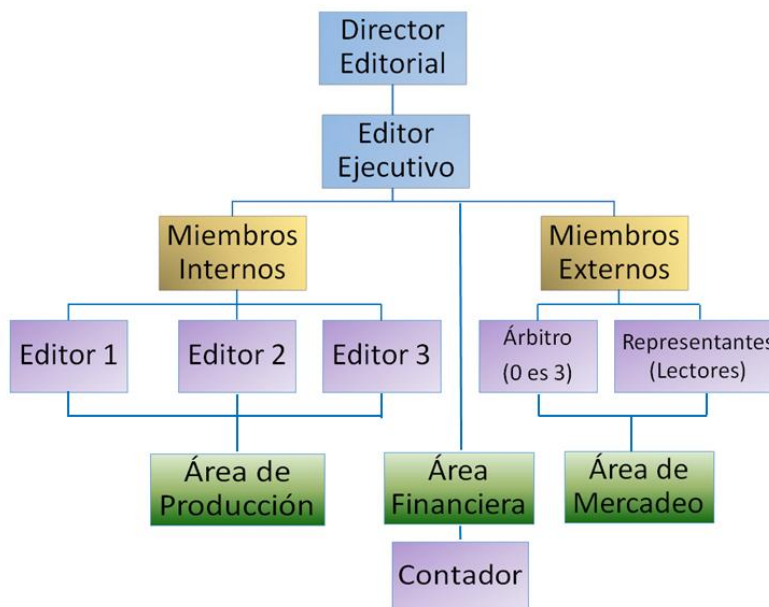 Director
Editorial
Editor
Ejecutivo
Miembros
Internos
Miembros
Externos
Editor 1
Editor 2
Editor 3
Árbitro
(0 es 3)
Representantes
(Lectores)
Área de
Producción
Área
Financiera
Área de
Mercadeo
Contador